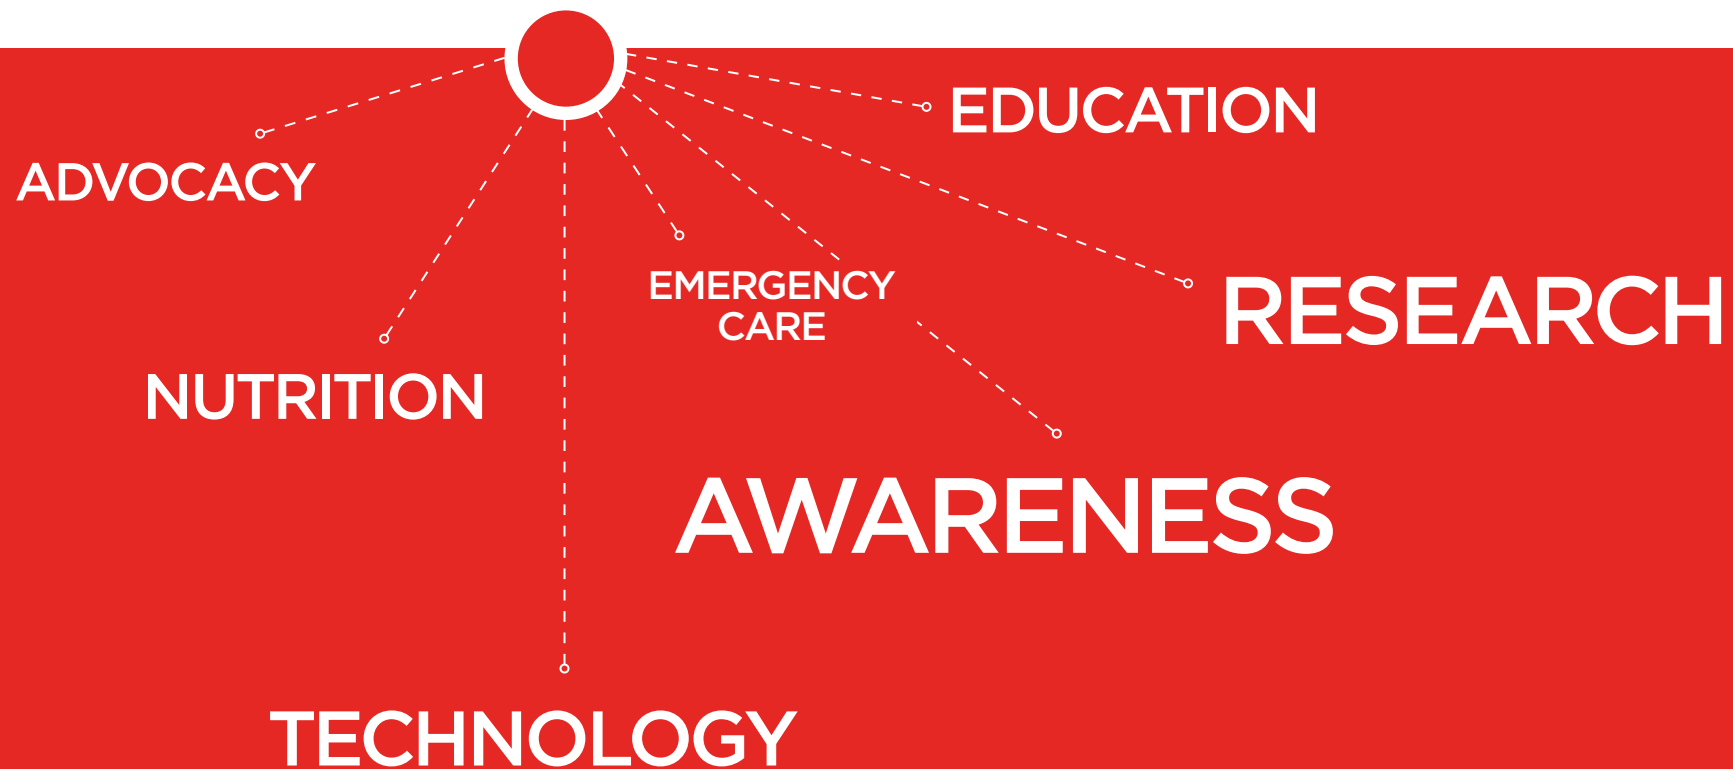 EDUCATION
ADVOCACY
EMERGENCY
CARE
RESEARCH
NUTRITION
AWARENESS
TECHNOLOGY